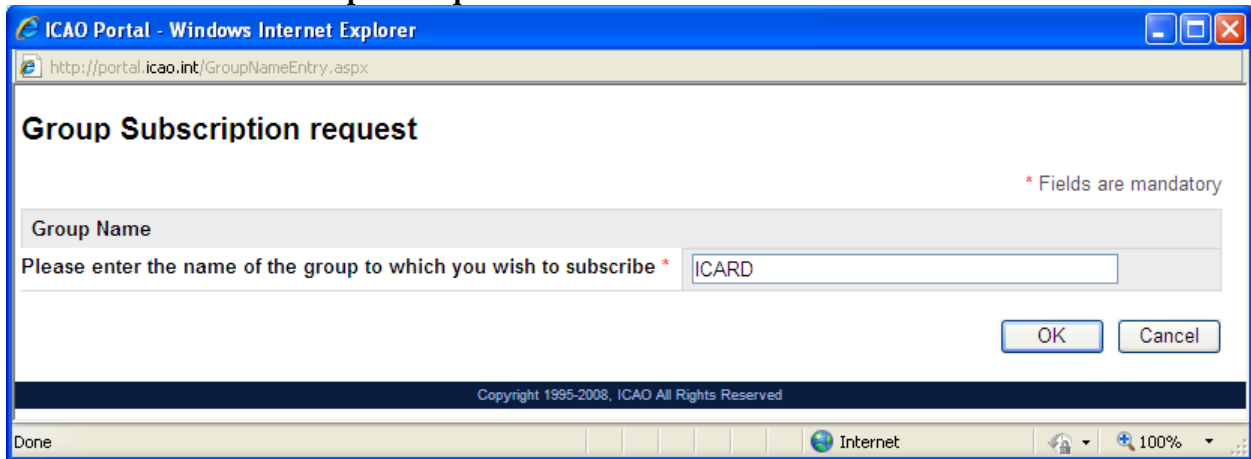 ICAO Portal - Windows Internet Explorer
http://portal.icao.int/GroupNameEntry.aspx
Group Subscription request
* Fields are mandatory
Group Name
Please enter the name of the group to which you wish to subscribe * ICARD
OK Cancel
Copyright 1995-2008, ICAO All Rights Reserved
Done Internet 100%